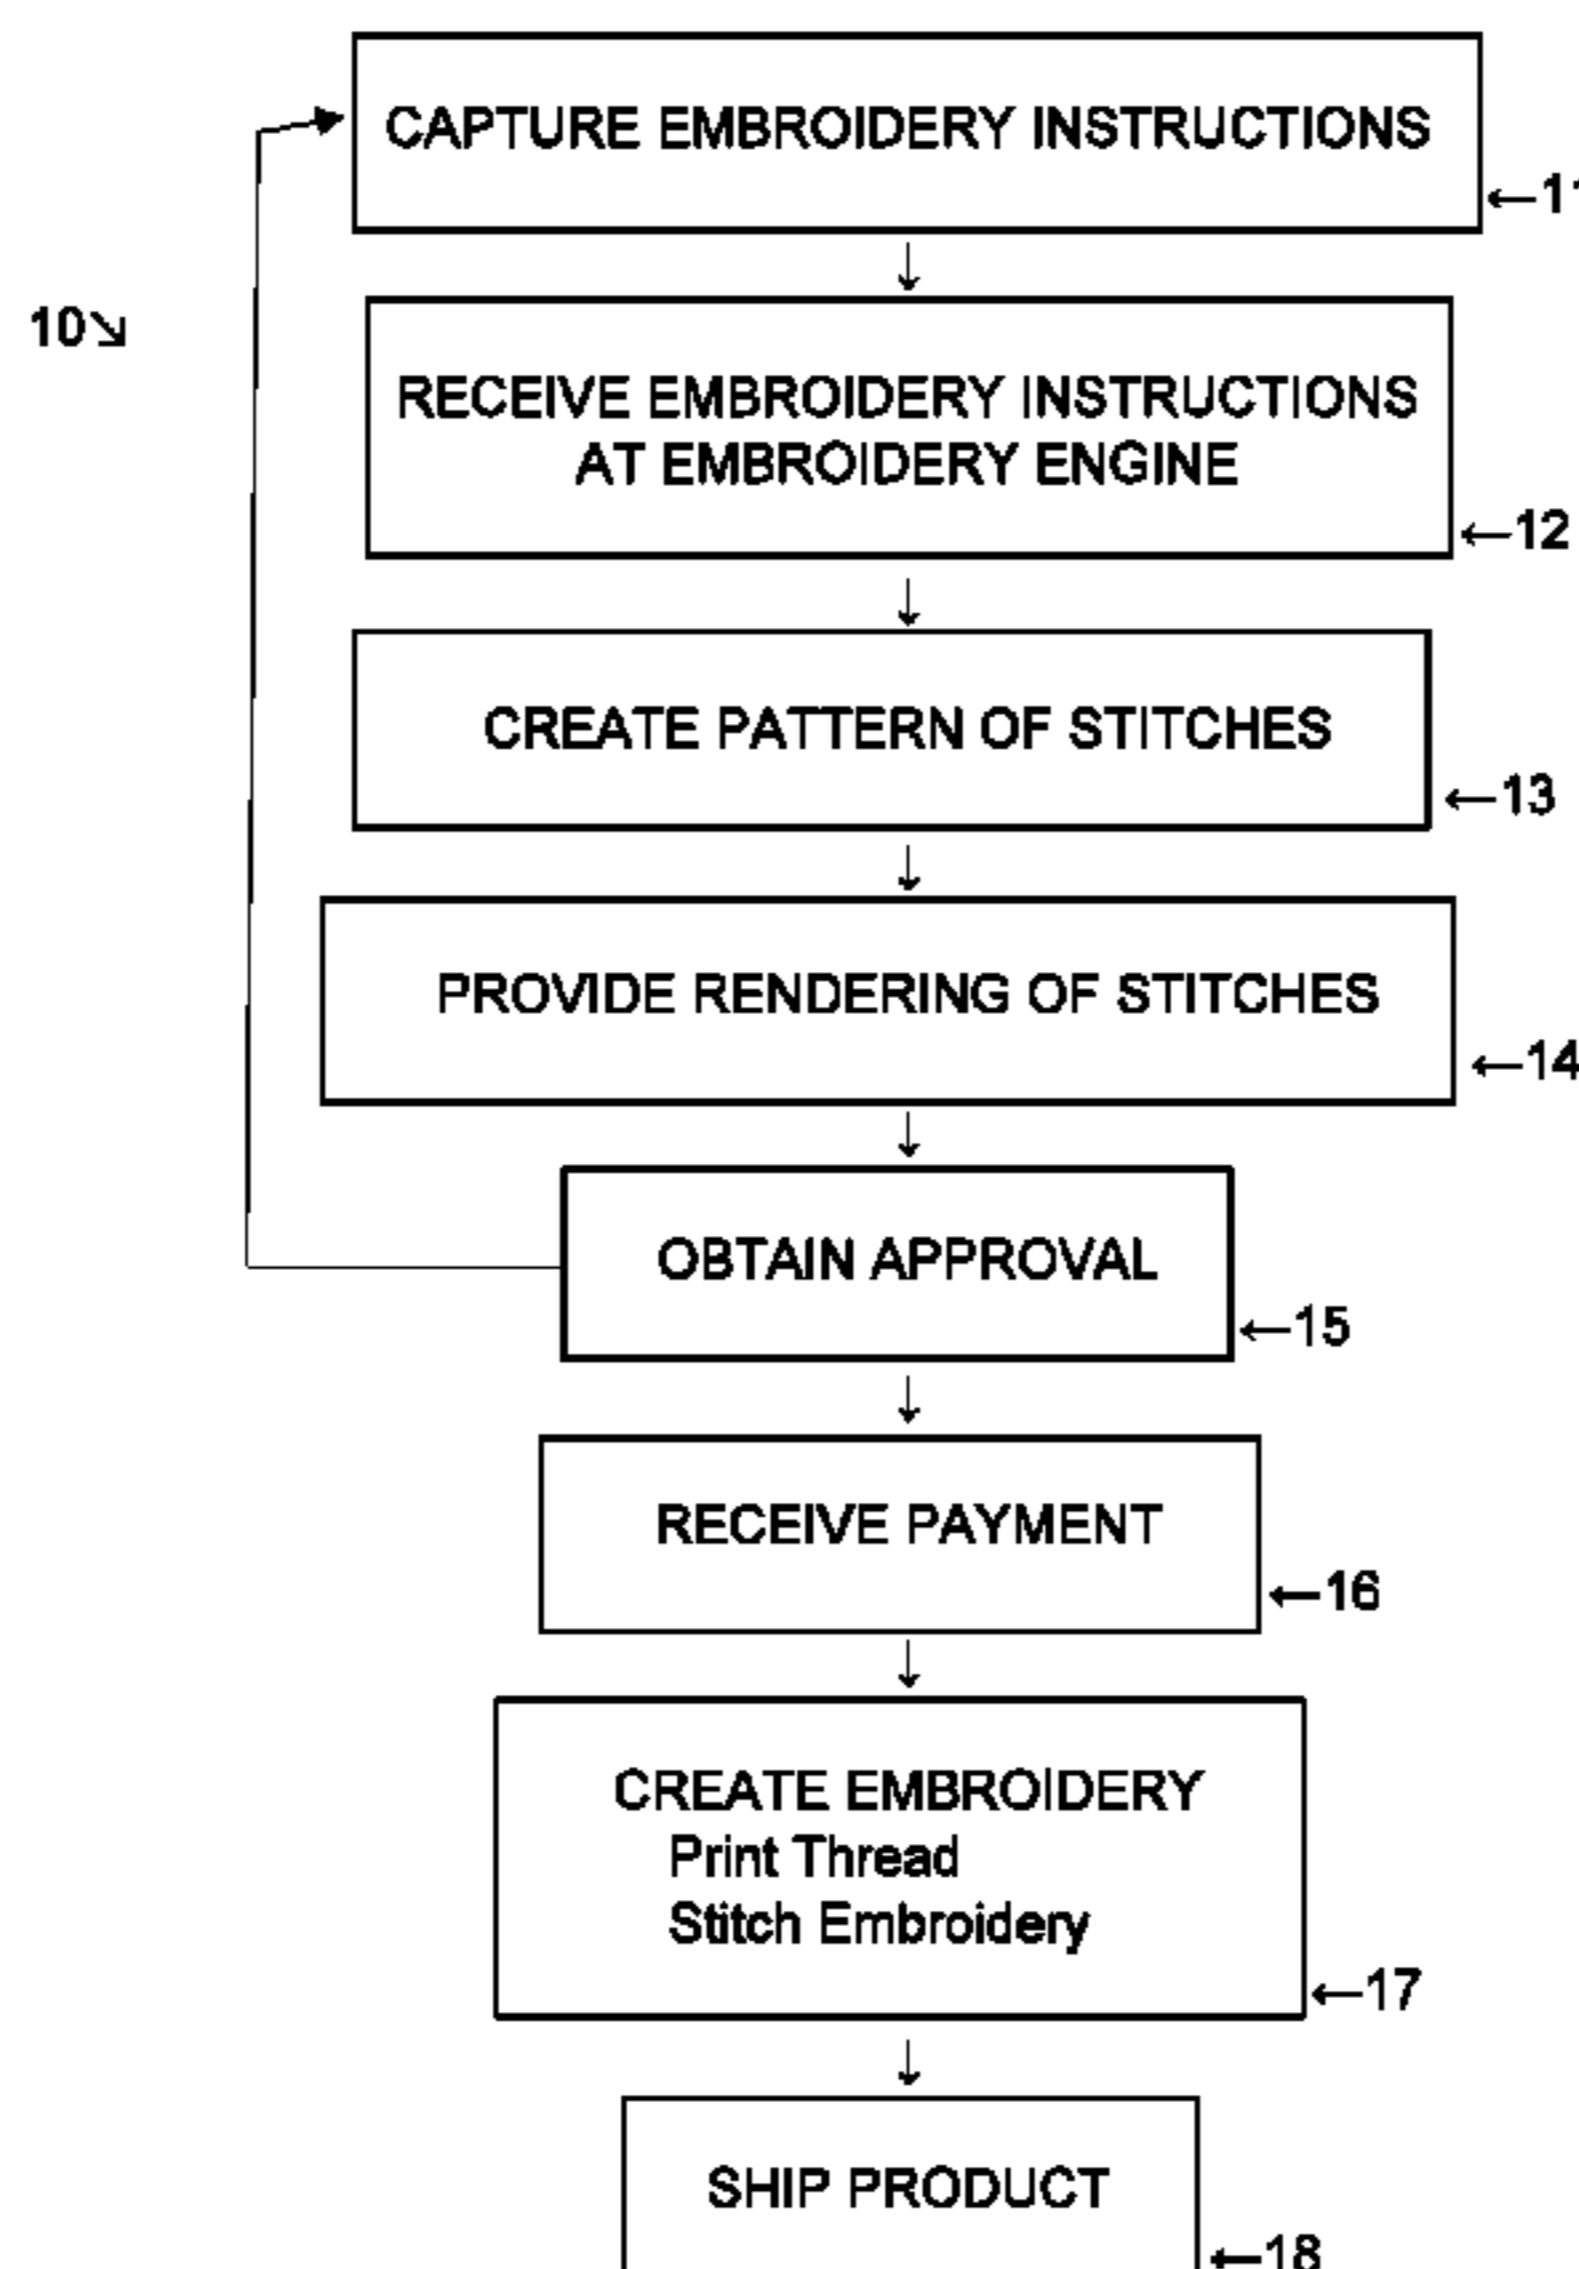 CAPTURE EMBROIDERY INSTRUCTIONS
←11
10↘
RECEIVE EMBROIDERY INSTRUCTIONS
AT EMBROIDERY ENGINE
←12
CREATE PATTERN OF STITCHES
←13
PROVIDE RENDERING OF STITCHES
←14
OBTAIN APPROVAL
←15
RECEIVE PAYMENT
←16
CREATE EMBROIDERY
Print Thread
Stitch Embroidery
←17
SHIP PRODUCT
←18